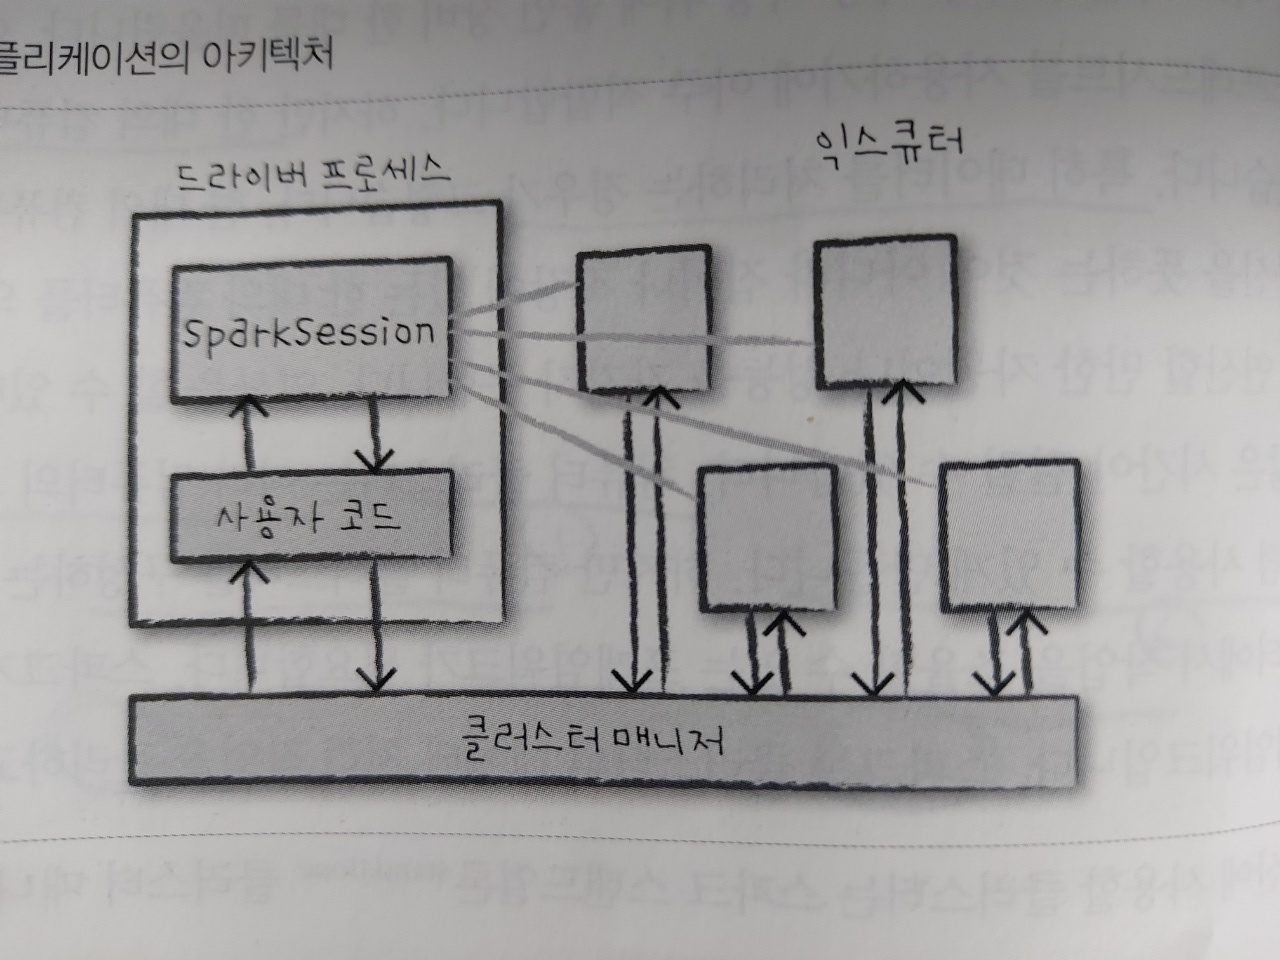 플리케이션의 아키텍처
드라이버 프로세스
익스큐터
SparkSession
사용자 코드
클러스터 매니저